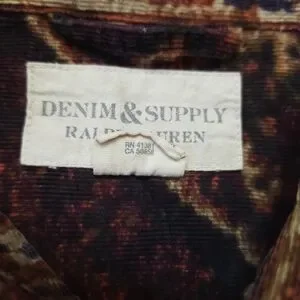 DENIM & SUPPLY
RALPH LAUREN
RN 41381